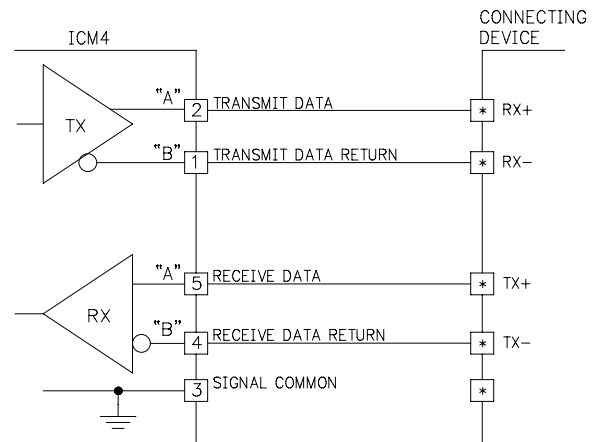 CONNECTING
ICM4 DEVICE
"A" 2 TRANSMIT DATA * RX+
TX
"B" 1 TRANSMIT DATA RETURN * RX-
"A" 5 RECEIVE DATA * TX+
RX
"B" 4 RECEIVE DATA RETURN * TX-
3 SIGNAL COMMON *